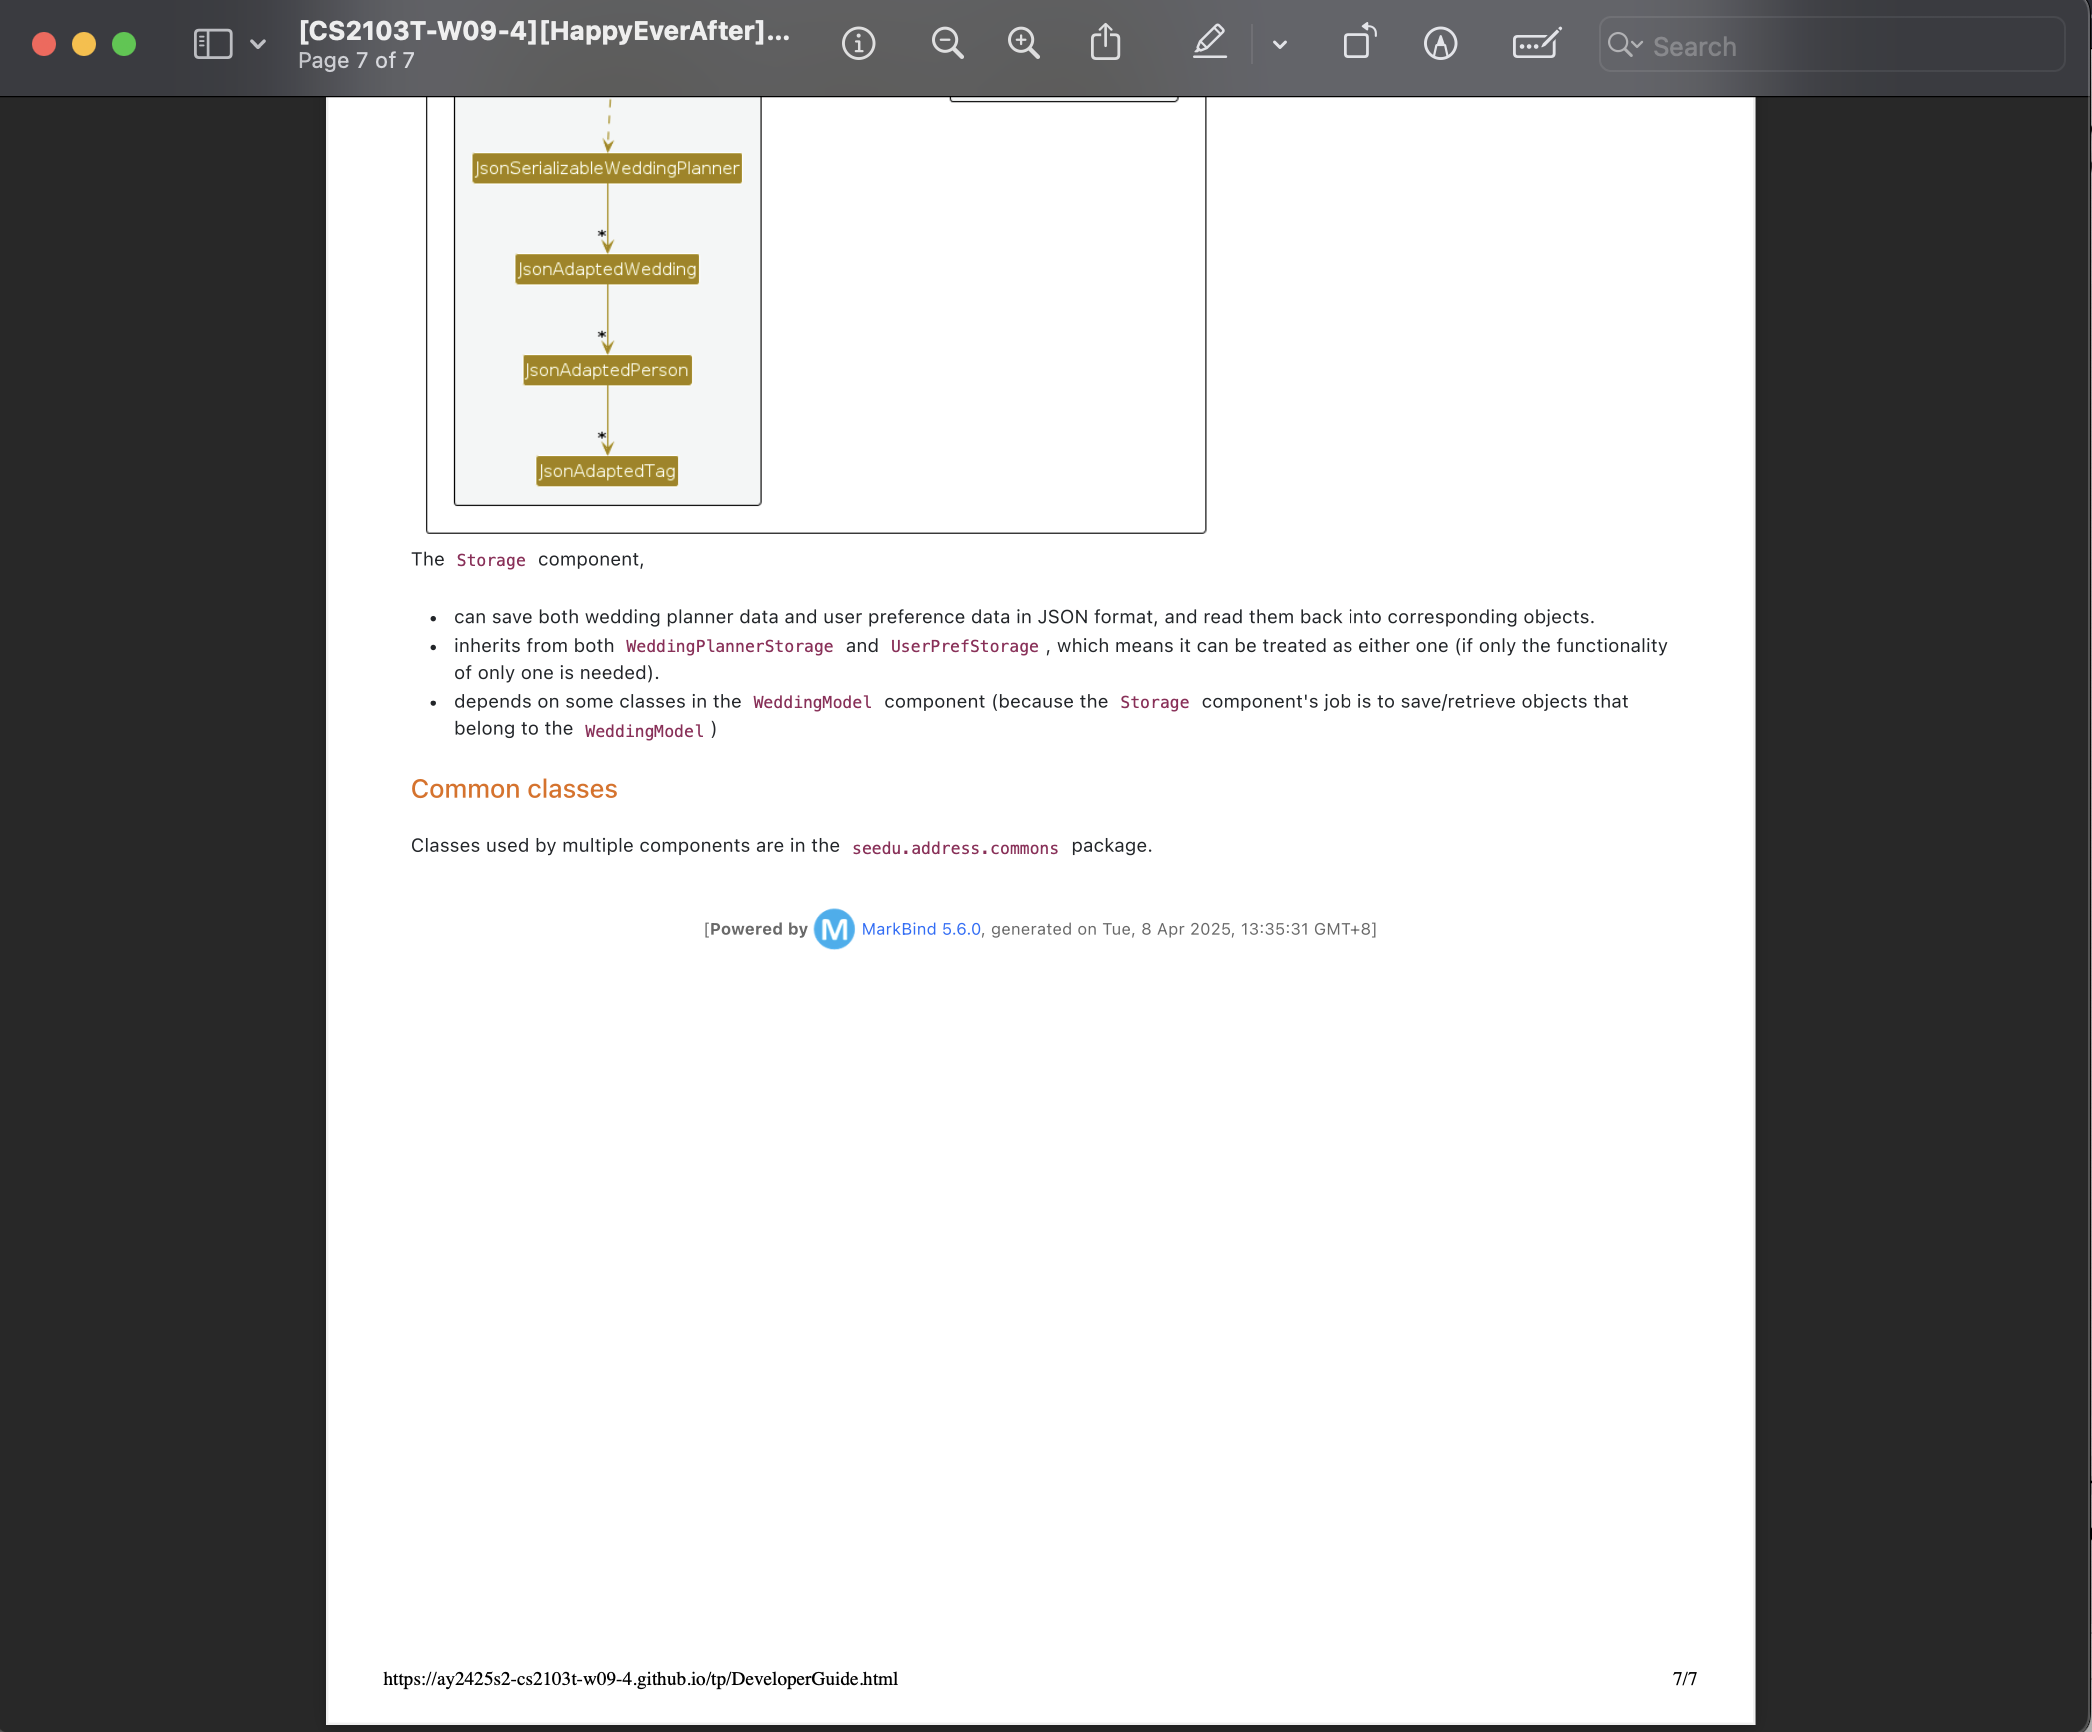 [CS2103T-W09-4][HappyEverAfter]...
Page 7 of 7
Search
JsonSerializableWeddingPlanner
*
JsonAdaptedWedding
*
JsonAdaptedPerson
*
JsonAdaptedTag
The Storage component,
• can save both wedding planner data and user preference data in JSON format, and read them back into corresponding objects.
• inherits from both WeddingPlannerStorage and UserPrefStorage , which means it can be treated as either one (if only the functionality
of only one is needed).
• depends on some classes in the WeddingModel component (because the Storage component's job is to save/retrieve objects that
belong to the WeddingModel )
Common classes
Classes used by multiple components are in the seedu.address.commons package.
[Powered by M MarkBind 5.6.0, generated on Tue, 8 Apr 2025, 13:35:31 GMT+8]
https://ay2425s2-cs2103t-w09-4.github.io/tp/DeveloperGuide.html 7/7